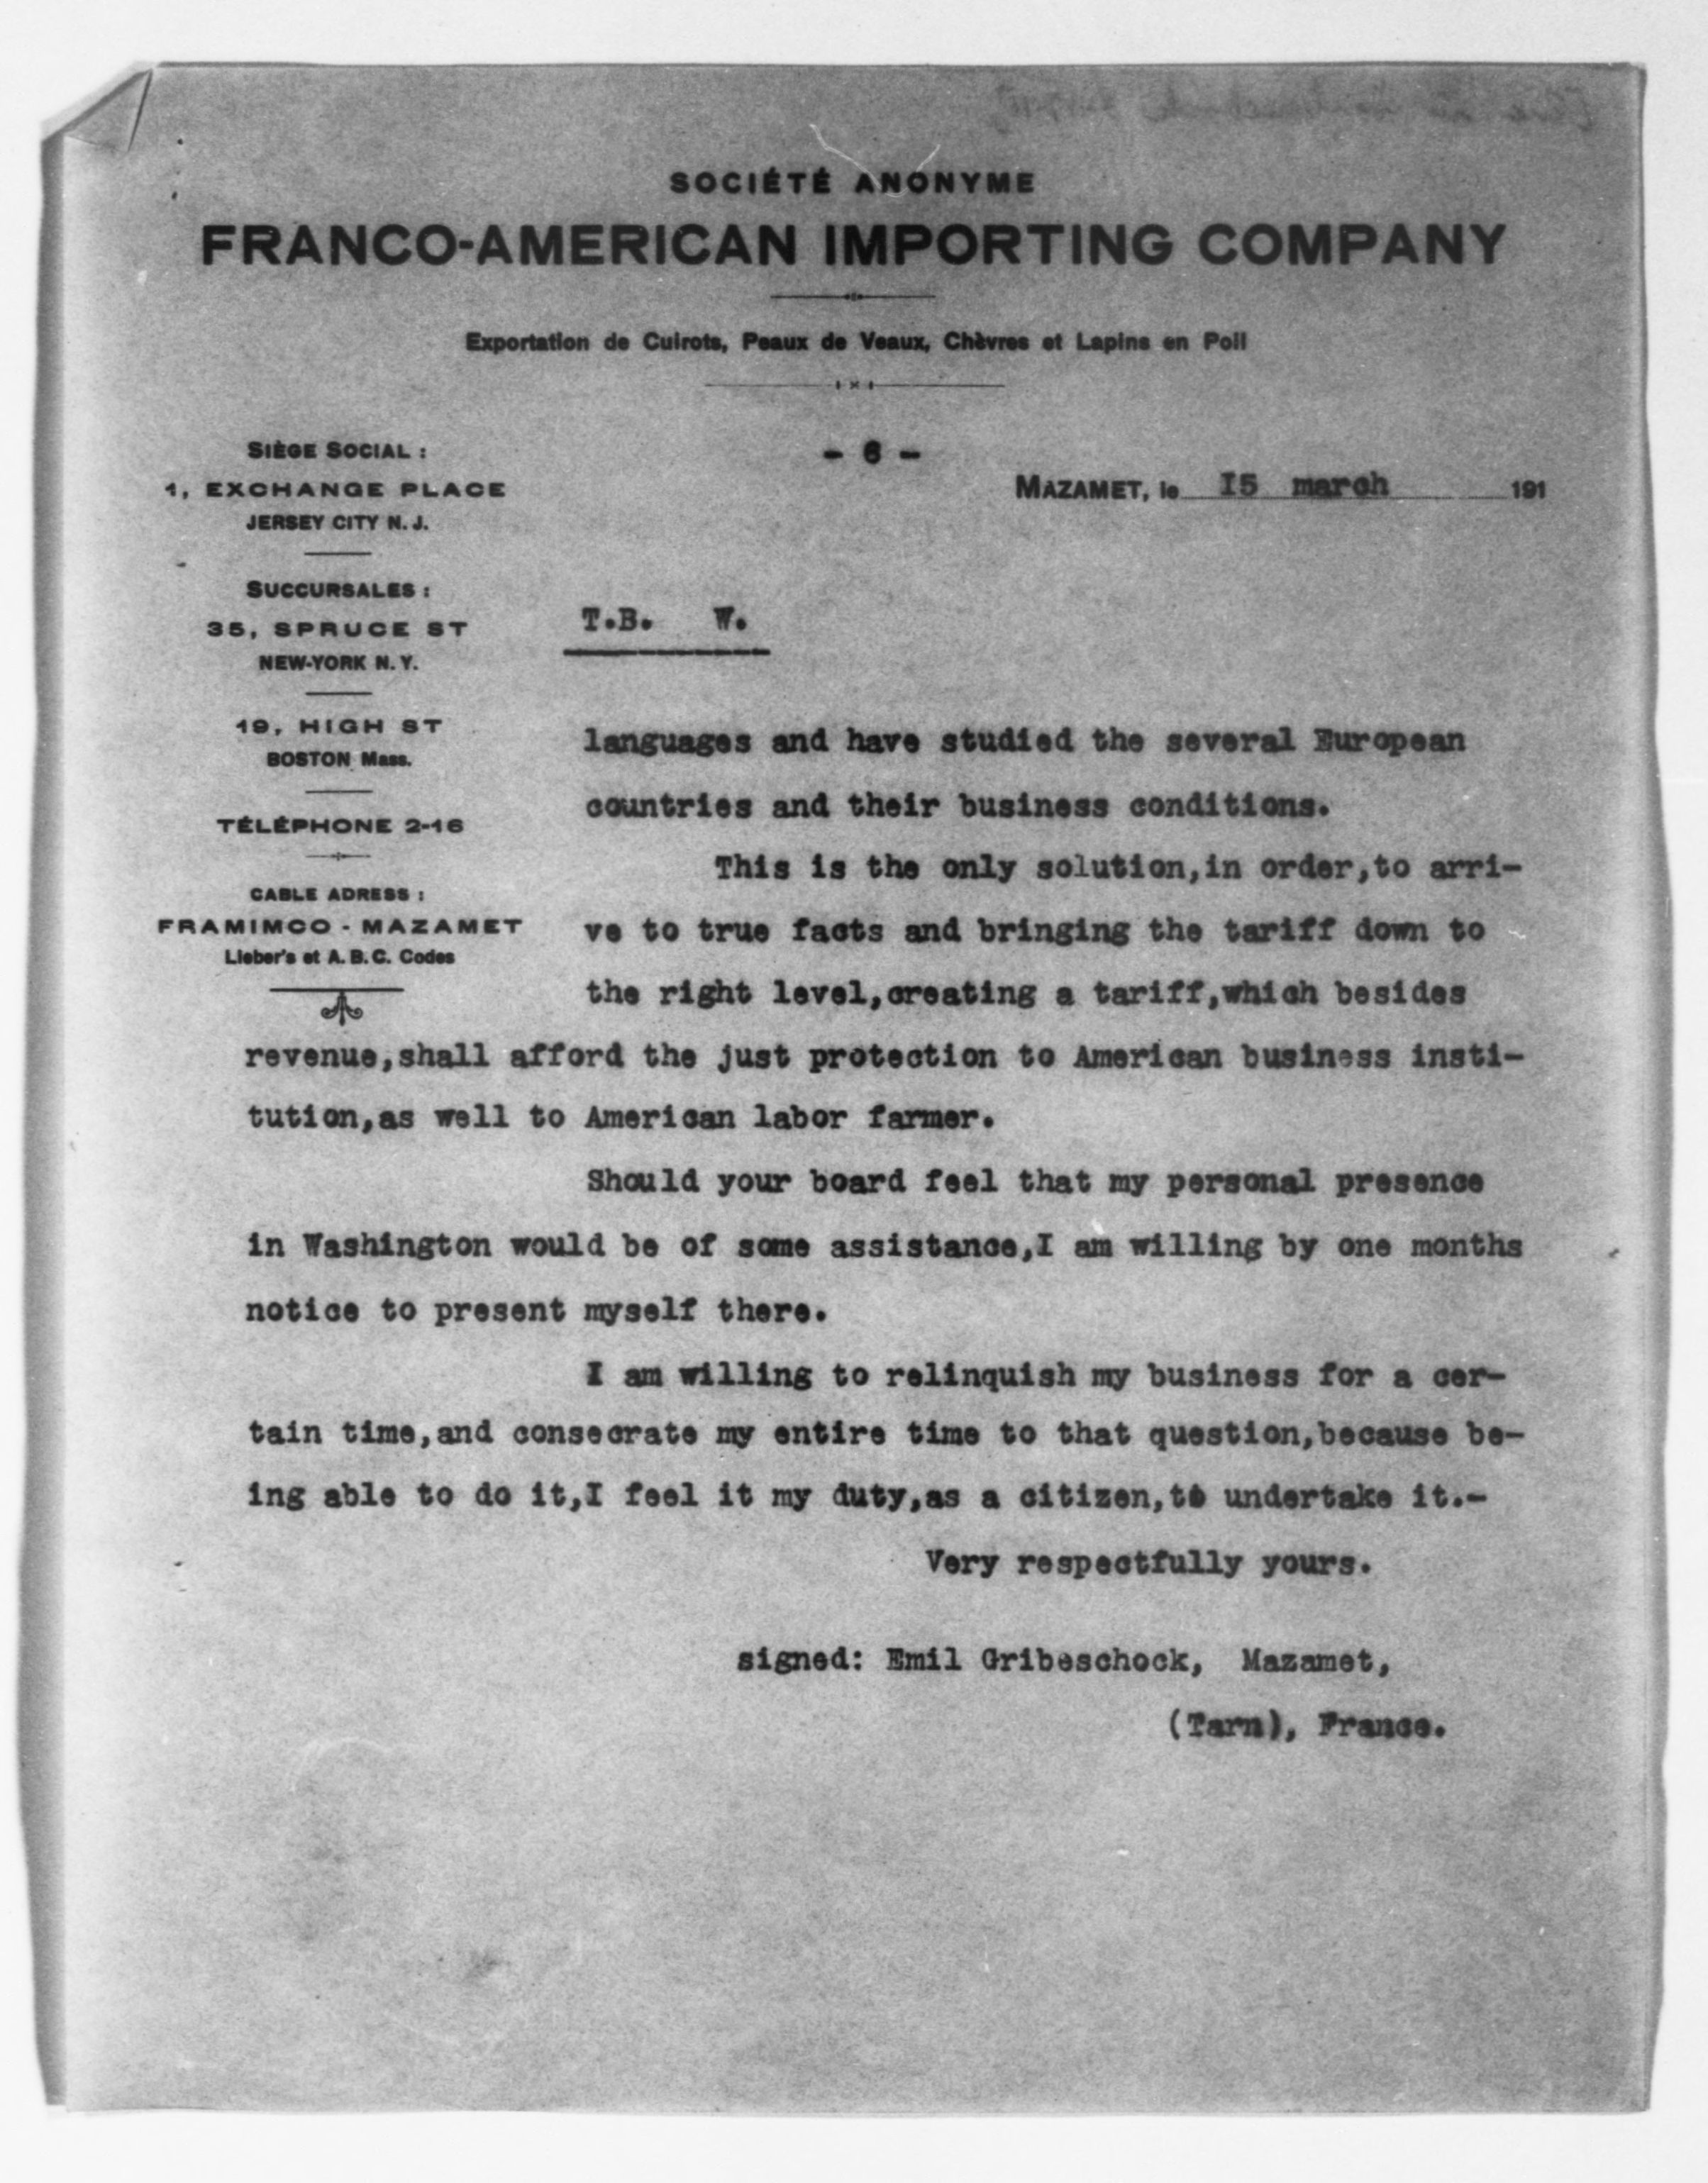 SOCIÉTÉ ANONYME
FRANCO-AMERICAN IMPORTING COMPANY
Exportation de Cuirots, Peaux de Veaux, Chèvres et Lapins en Poil
- 6 -
MAZAMET, le 15 march 191
SIÈGE SOCIAL :
1, EXCHANGE PLACE
JERSEY CITY N. J.
SUCCURSALES :
35, SPRUCE ST
NEW-YORK N. Y.
19, HIGH ST
BOSTON Mass.
TÉLÉPHONE 2-16
CABLE ADRESS :
FRAMIMCO - MAZAMET
Lieber's et A. B. C. Codes
T.B. W.
languages and have studied the several European
countries and their business conditions.
This is the only solution,in order,to arri-
ve to true facts and bringing the tariff down to
the right level,creating a tariff,which besides
revenue,shall afford the just protection to American business insti-
tution,as well to American labor farmer.
Should your board feel that my personal presence
in Washington would be of some assistance,I am willing by one months
notice to present myself there.
I am willing to relinquish my business for a cer-
tain time,and consecrate my entire time to that question,because be-
ing able to do it,I feel it my duty,as a citizen,to undertake it.-
Very respectfully yours.
signed: Emil Gribeschock, Mazamet,
(Tarn), France.